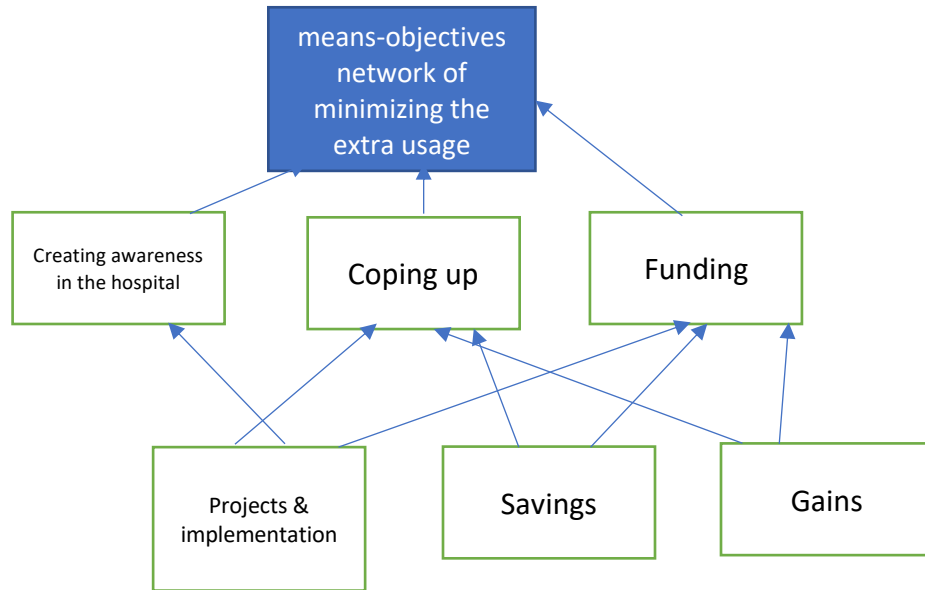 means-objectives
network of
minimizing the
extra usage
Creating awareness
in the hospital
Coping up
Funding
Projects &
implementation
Savings
Gains